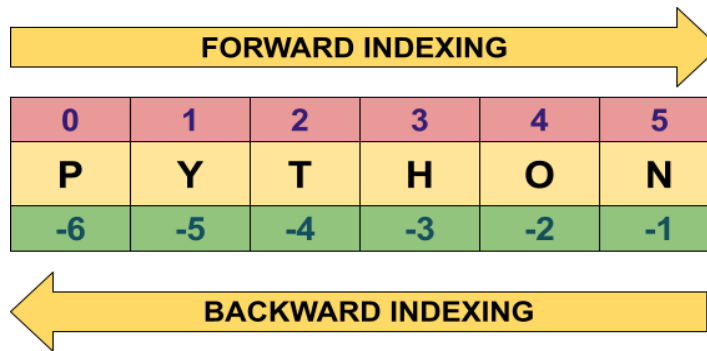 FORWARD INDEXING
0 1 2 3 4 5
P Y T H O N
-6 -5 -4 -3 -2 -1
BACKWARD INDEXING